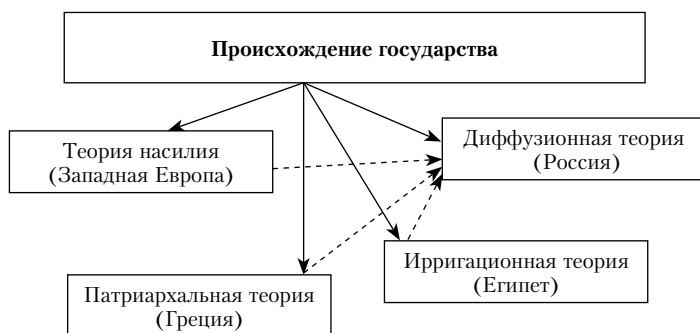 Происхождение государства
Теория насилия
(Западная Европа)
Диффузионная теория
(Россия)
Патриархальная теория
(Греция)
Ирригационная теория
(Египет)